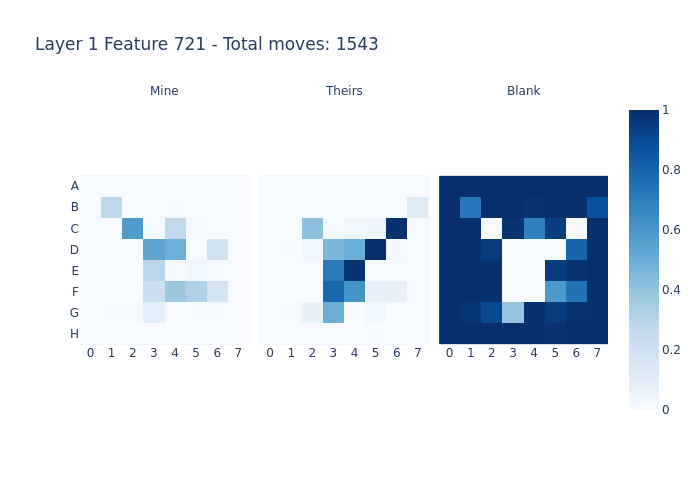 Layer 1 Feature 721 - Total moves: 1543
Mine
Theirs
Blank
A
B
C
D
E
F
G
H
0 1 2 3 4 5 6 7
0 1 2 3 4 5 6 7
0 1 2 3 4 5 6 7
1
0.8
0.6
0.4
0.2
0